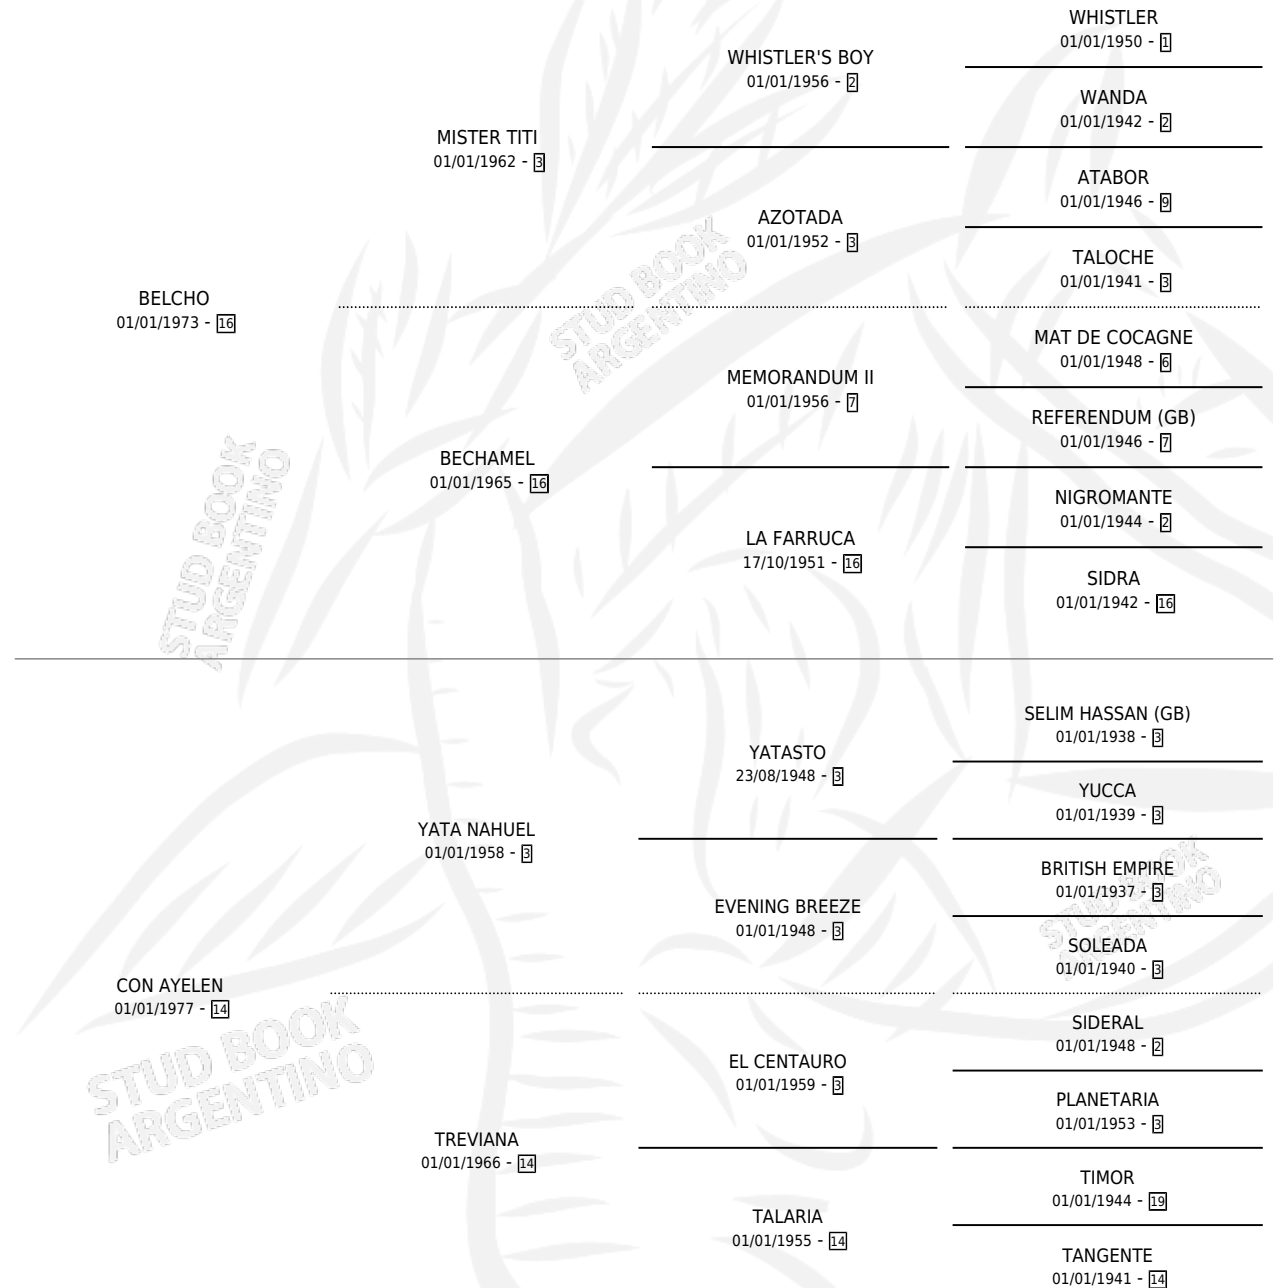 WHISTLER
01/01/1950 - 1
WHISTLER'S BOY
01/01/1956 - 2
WANDA
01/01/1942 - 2
MISTER TITI
01/01/1962 - 3
ATABOR
01/01/1946 - 9
AZOTADA
01/01/1952 - 3
TALOCHE
01/01/1941 - 3
BELCHO
01/01/1973 - 16
MAT DE COCAGNE
01/01/1948 - 6
MEMORANDUM II
01/01/1956 - 7
REFERENDUM (GB)
01/01/1946 - 7
BECHAMEL
01/01/1965 - 16
NIGROMANTE
01/01/1944 - 2
LA FARRUCA
17/10/1951 - 16
SIDRA
01/01/1942 - 16
SELIM HASSAN (GB)
01/01/1938 - 3
YATASTO
23/08/1948 - 3
YUCCA
01/01/1939 - 3
YATA NAHUEL
01/01/1958 - 3
BRITISH EMPIRE
01/01/1937 - 3
EVENING BREEZE
01/01/1948 - 3
SOLEADA
01/01/1940 - 3
CON AYELEN
01/01/1977 - 14
SIDERAL
01/01/1948 - 2
EL CENTAURO
01/01/1959 - 3
PLANETARIA
01/01/1953 - 3
TREVIANA
01/01/1966 - 14
TIMOR
01/01/1944 - 19
TALARIA
01/01/1955 - 14
TANGENTE
01/01/1941 - 14
STUD BOOK
ARGENTINO
STUD BOOK
ARGENTINO
STUD BOOK
ARGENTINO
STUD BOOK
ARGENTINO